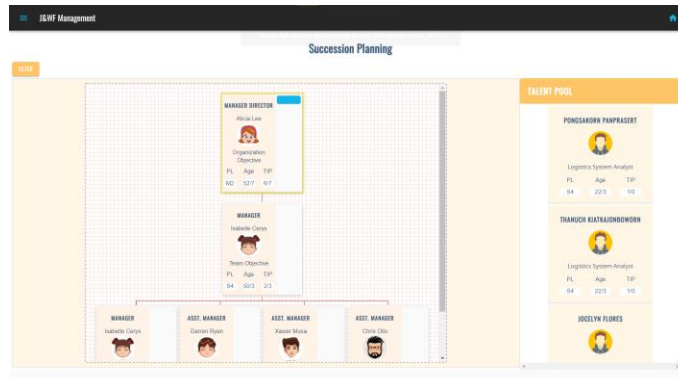 J&WF Management
Succession Planning
FILTER
MANAGER DIRECTOR
Alicia Lee
Organization
Objective
PL Age TIP
M2 52/7 6/7
MANAGER
Isabelle Cerys
Team Objective
PL Age TIP
S4 50/3 2/3
MANAGER
Isabelle Cerys
ASST. MANAGER
Darren Ryan
ASST. MANAGER
Xavier Musa
ASST. MANAGER
Chris Otis
TALENT POOL
PONGSAKORN PANPRASERT
Logistics System Analyst
PL Age TIP
S4 22/3 1/0
THANUCH KIATKAJONBOWORN
Logistics System Analyst
PL Age TIP
S4 22/3 1/0
JOCELYN FLORES